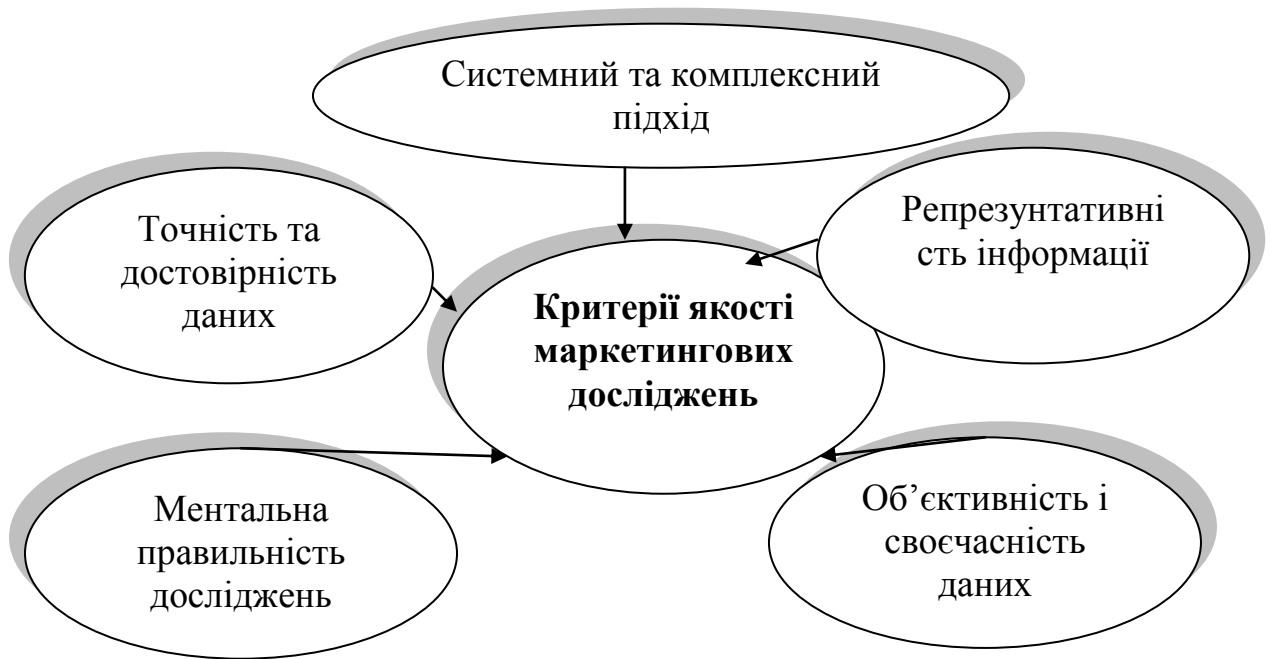 Системний та комплексний
підхід
Точність та
достовірність
даних
Репрезунтативні
сть інформації
Критерії якості
маркетингових
досліджень
Ментальна
правильність
досліджень
Об’єктивність і
своєчасність
даних